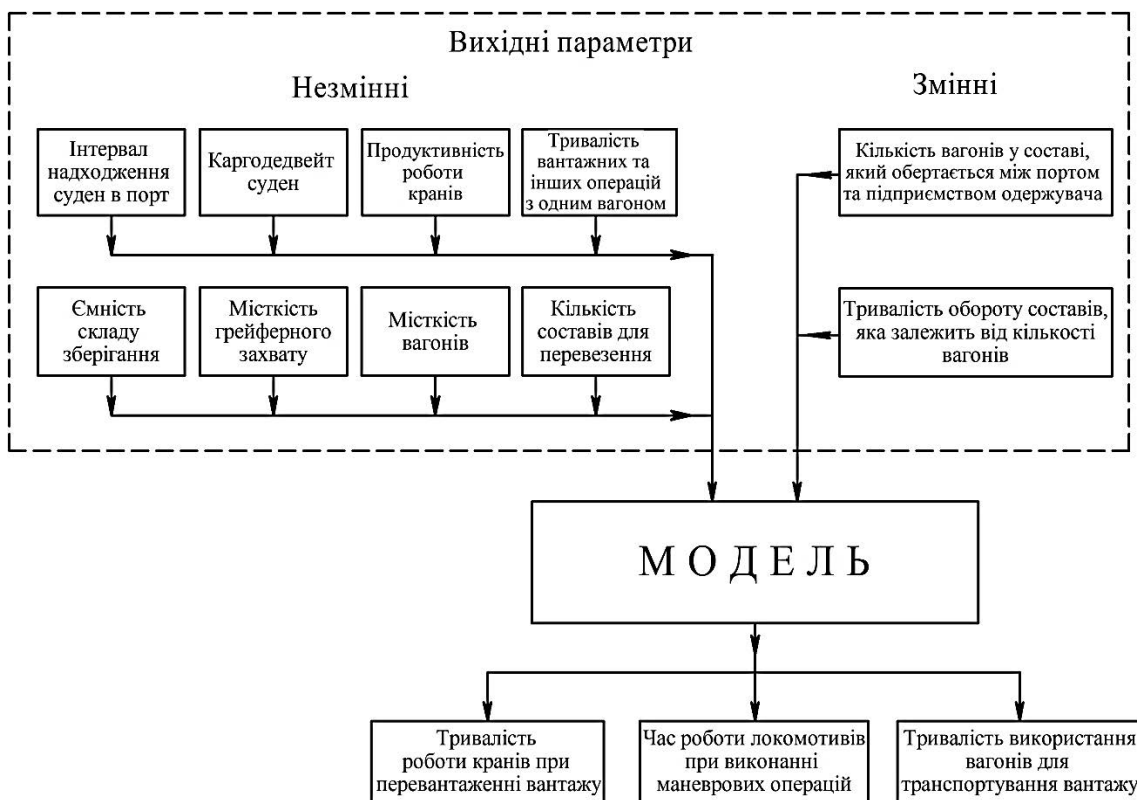 Вихідні параметри
Незмінні
Змінні
Інтервал
надходження
суден в порт
Каргодедвейт
суден
Продуктивність
роботи
кранів
Тривалість
вантажних та
інших операцій
з одним вагоном
Кількість вагонів у составі,
який обертається між портом
та підприємством одержувача
Ємність
складу
зберігання
Місткість
грейферного
захвату
Місткість
вагонів
Кількість
составів для
перевезення
Тривалість обороту составів,
яка залежить від кількості
вагонів
МОДЕЛЬ
Тривалість
роботи кранів при
перевантаженні вантажу
Час роботи локомотивів
при виконанні
маневрових операцій
Тривалість використання
вагонів для
транспортування вантажу